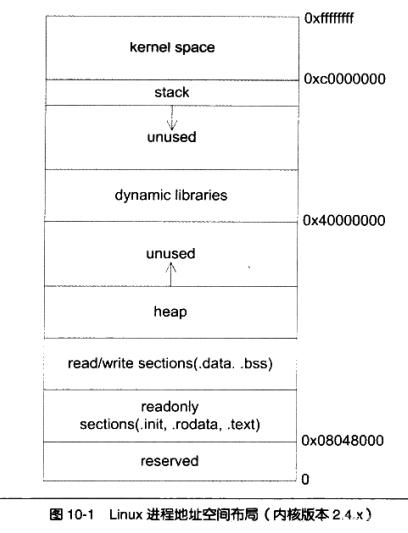 0xffffffff
kernel space
0xc0000000
stack
unused
dynamic libraries
0x40000000
unused
heap
read/write sections(.data. .bss)
readonly
sections(.init, .rodata, .text)
0x08048000
reserved
0
图 10-1 Linux 进程地址空间布局（内核版本 2.4.x）